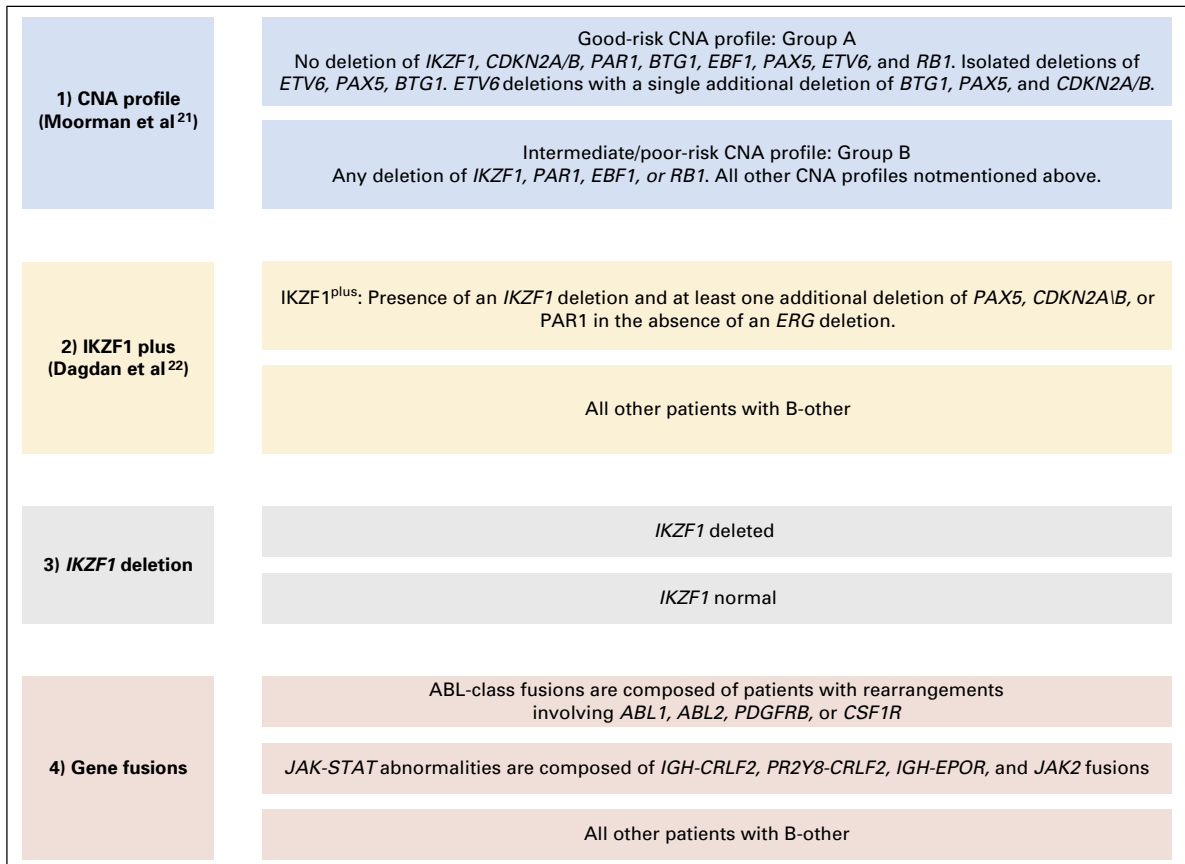 1) CNA profile
(Moorman et al21)
Good-risk CNA profile: Group A
No deletion of IKZF1, CDKN2A/B, PAR1, BTG1, EBF1, PAX5, ETV6, and RB1. Isolated deletions of
ETV6, PAX5, BTG1. ETV6 deletions with a single additional deletion of BTG1, PAX5, and CDKN2A/B.
Intermediate/poor-risk CNA profile: Group B
Any deletion of IKZF1, PAR1, EBF1, or RB1. All other CNA profiles notmentioned above.
2) IKZF1 plus
(Dagdan et al22)
IKZF1plus: Presence of an IKZF1 deletion and at least one additional deletion of PAX5, CDKN2A\B, or
PAR1 in the absence of an ERG deletion.
All other patients with B-other
3) IKZF1 deletion
IKZF1 deleted
IKZF1 normal
4) Gene fusions
ABL-class fusions are composed of patients with rearrangements
involving ABL1, ABL2, PDGFRB, or CSF1R
JAK-STAT abnormalities are composed of IGH-CRLF2, PR2Y8-CRLF2, IGH-EPOR, and JAK2 fusions
All other patients with B-other